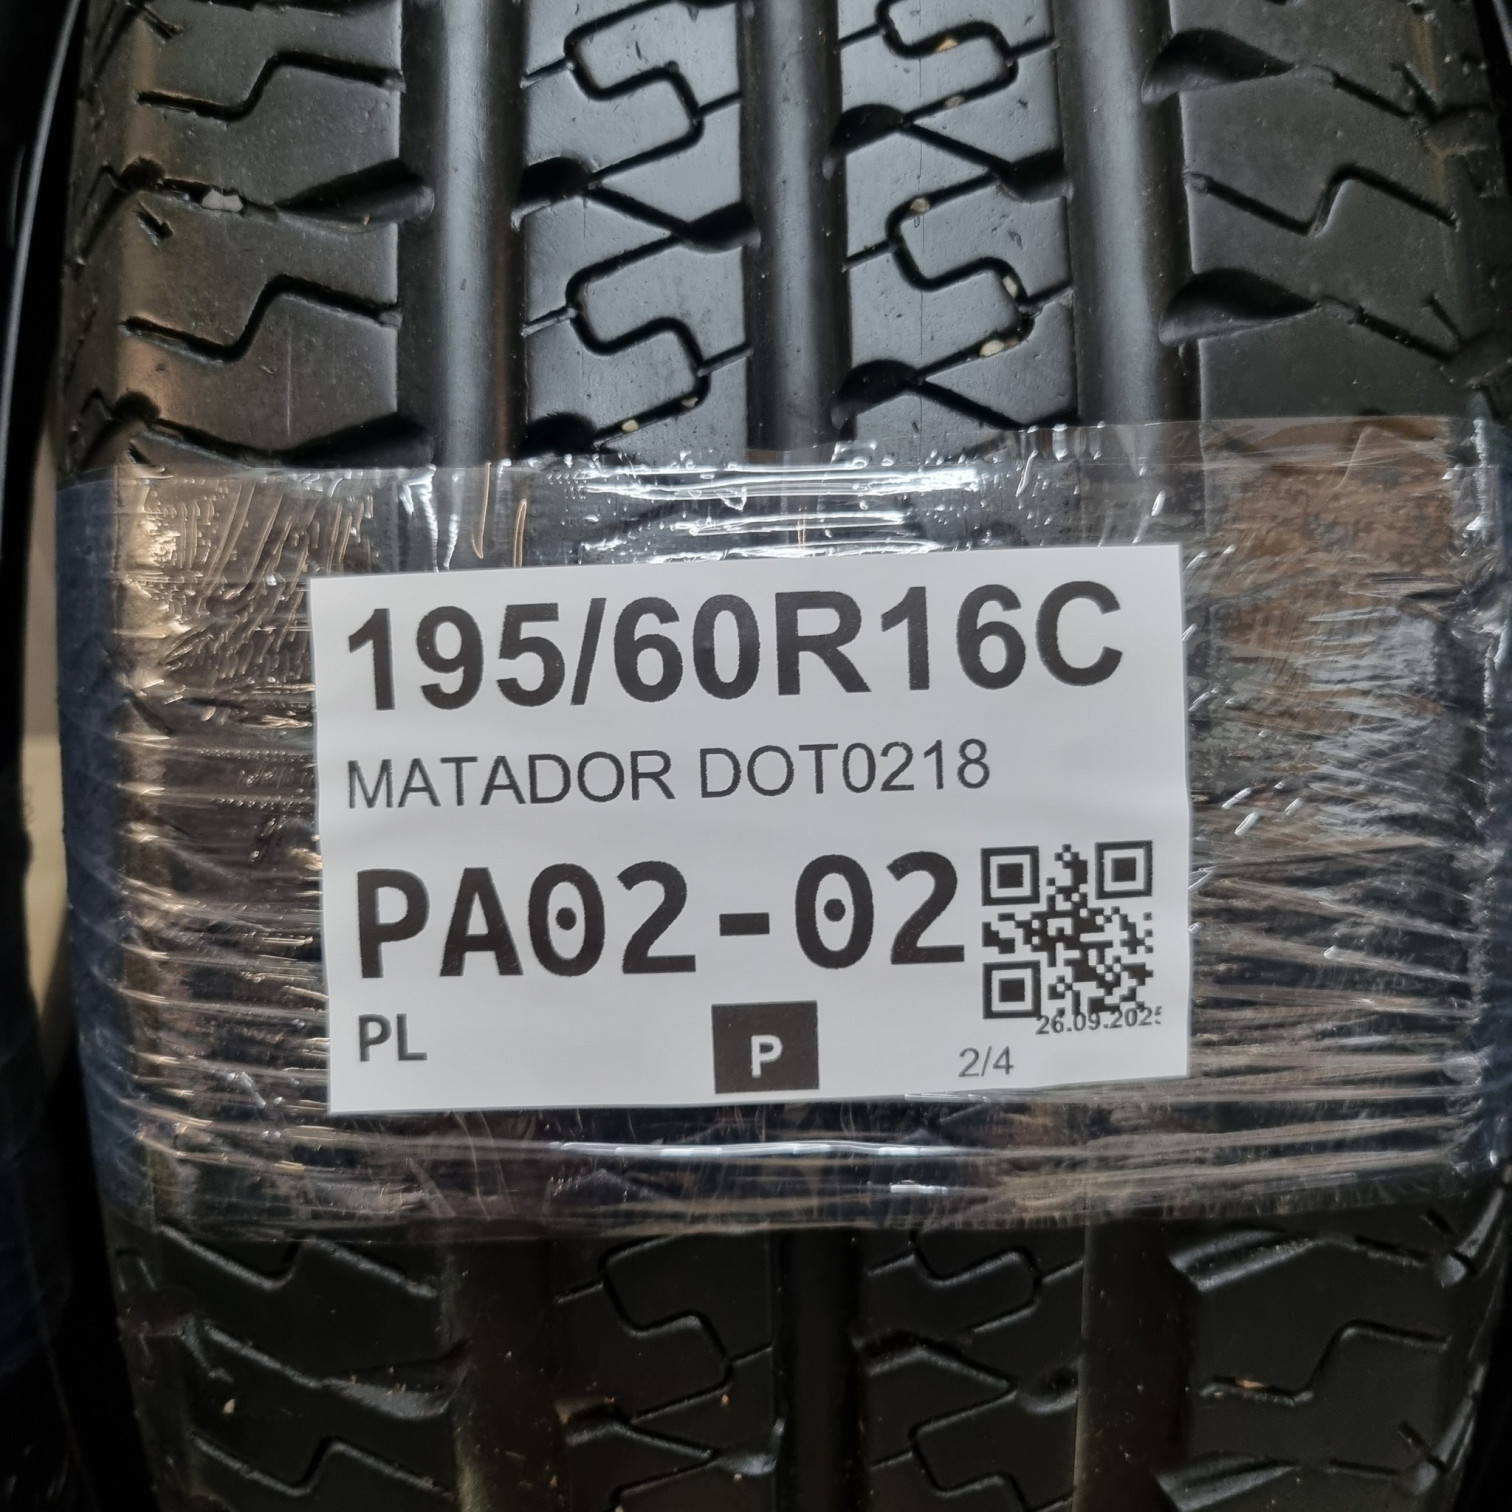 195/60R16C
MATADOR DOT0218
PA02-02
PL
P
26.09.2025
2/4